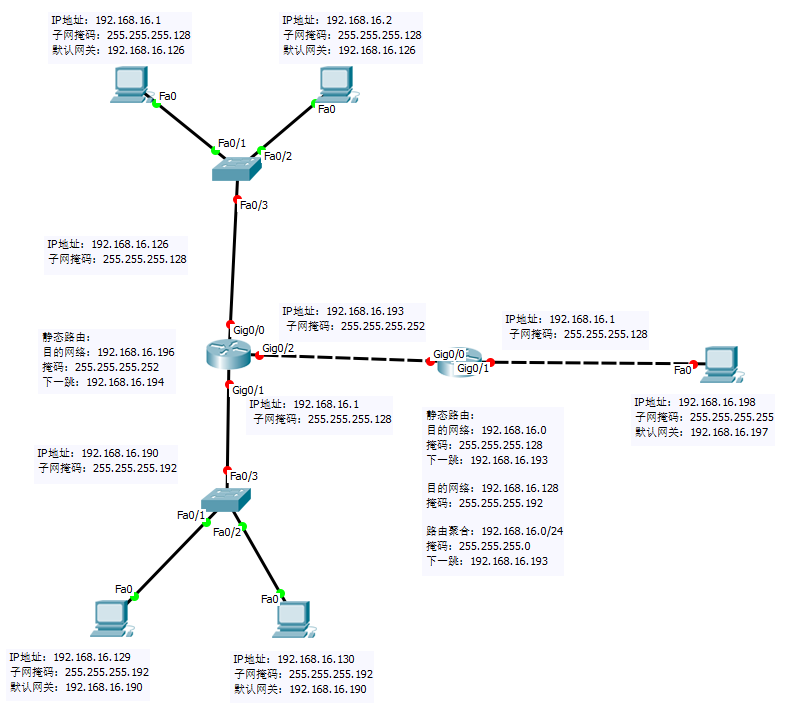 IP地址：192.168.16.1
子网掩码：255.255.255.128
默认网关：192.168.16.126
IP地址：192.168.16.2
子网掩码：255.255.255.128
默认网关：192.168.16.126
Fa0
Fa0
Fa0/1
Fa0/2
Fa0/3
IP地址：192.168.16.126
子网掩码：255.255.255.128
Gig0/0
静态路由：
目的网络：192.168.16.196
掩码：255.255.255.252
下一跳：192.168.16.194
IP地址：192.168.16.193
子网掩码：255.255.255.252
Gig0/2
Gig0/0
Gig0/1
IP地址：192.168.16.1
子网掩码：255.255.255.128
Fa0
IP地址：192.168.16.198
子网掩码：255.255.255.255
默认网关：192.168.16.197
Gig0/1
IP地址：192.168.16.1
子网掩码：255.255.255.128
静态路由：
目的网络：192.168.16.0
掩码：255.255.255.128
下一跳：192.168.16.193
目的网络：192.168.16.128
掩码：255.255.255.192
路由聚合：192.168.16.0/24
掩码：255.255.255.0
下一跳：192.168.16.193
IP地址：192.168.16.190
子网掩码：255.255.255.192
Fa0/3
Fa0/1
Fa0/2
Fa0
Fa0
IP地址：192.168.16.129
子网掩码：255.255.255.192
默认网关：192.168.16.190
IP地址：192.168.16.130
子网掩码：255.255.255.192
默认网关：192.168.16.190